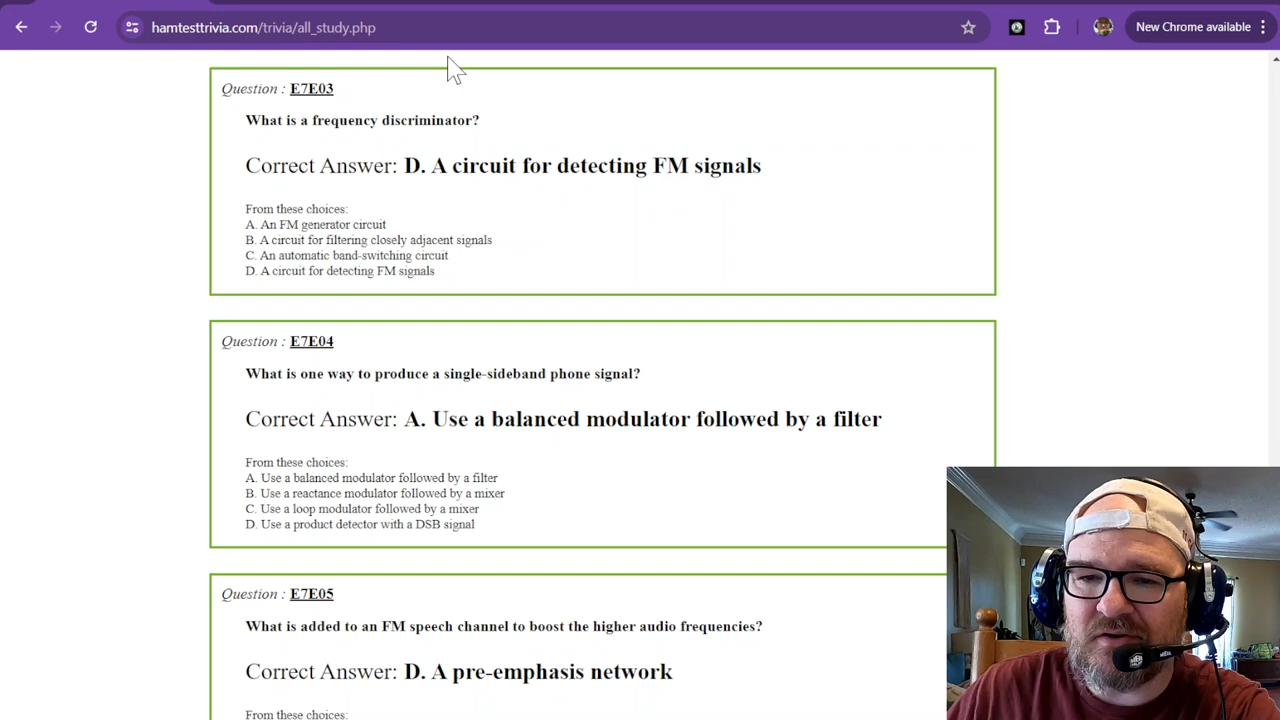 hamtesttrivia.com/trivia/all_study.php
New Chrome available
Question : E7E03
What is a frequency discriminator?
Correct Answer: D. A circuit for detecting FM signals
From these choices:
A. An FM generator circuit
B. A circuit for filtering closely adjacent signals
C. An automatic band-switching circuit
D. A circuit for detecting FM signals
Question : E7E04
What is one way to produce a single-sideband phone signal?
Correct Answer: A. Use a balanced modulator followed by a filter
From these choices:
A. Use a balanced modulator followed by a filter
B. Use a reactance modulator followed by a mixer
C. Use a loop modulator followed by a mixer
D. Use a product detector with a DSB signal
Question : E7E05
What is added to an FM speech channel to boost the higher audio frequencies?
Correct Answer: D. A pre-emphasis network
From these choices: